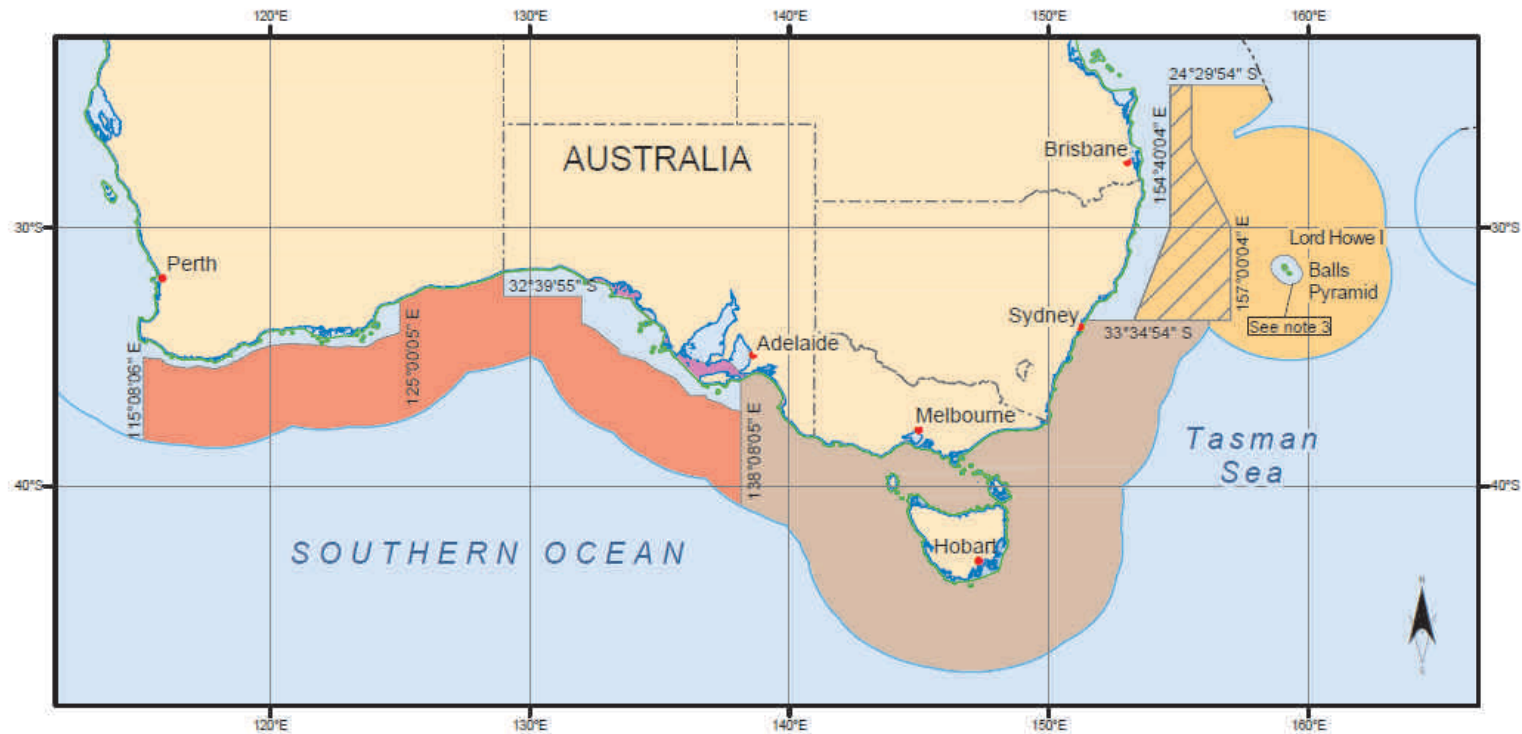 120°E
130°E
140°E
150°E
160°E
24°29'54" S
154°40'04" E
AUSTRALIA
Brisbane
30°S
30°S
157°00'04" E
Lord Howe I
Balls
Pyramid
Perth
32°39'55" S
Sydney
33°34'54" S
See note 3
Adelaide
115°08'06" E
125°00'05" E
138°08'05" E
Melbourne
Tasman
Sea
40°S
40°S
SOUTHERN OCEAN
Hobart
N
S
120°E
130°E
140°E
150°E
160°E